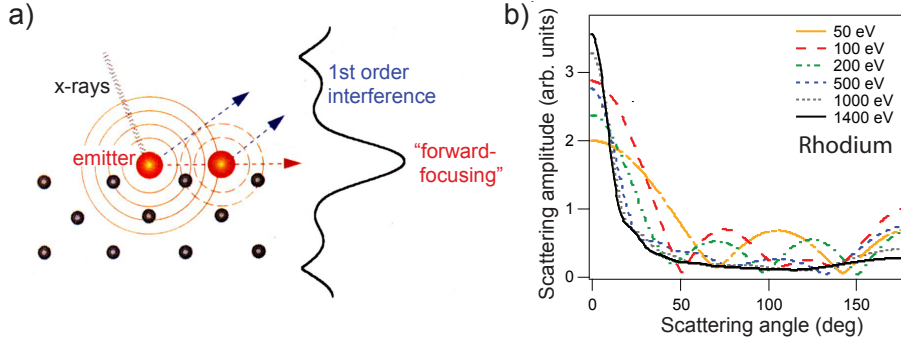 a)
x-rays
1st order
interference
emitter
“forward-
focusing”
b)
Scattering amplitude (arb. units)
3
2
1
0
50 eV
100 eV
200 eV
500 eV
1000 eV
1400 eV
Rhodium
0
50
100
150
Scattering angle (deg)